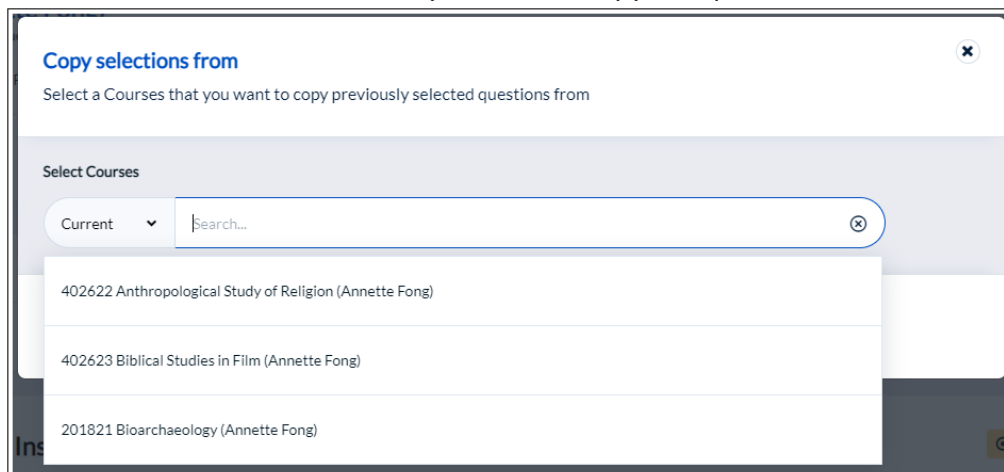 Copy selections from
Select a Courses that you want to copy previously selected questions from
Select Courses
Current Search...
402622 Anthropological Study of Religion (Annette Fong)
402623 Biblical Studies in Film (Annette Fong)
201821 Bioarchaeology (Annette Fong)
Ins